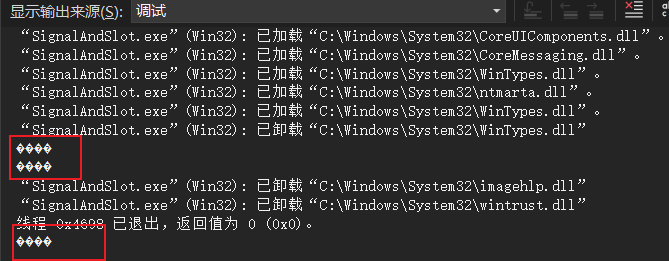 显示输出来源(S): 调试
“SignalAndSlot.exe”(Win32): 已加载“C:\Windows\System32\CoreUIComponents.dll”。
“SignalAndSlot.exe”(Win32): 已加载“C:\Windows\System32\CoreMessaging.dll”。
“SignalAndSlot.exe”(Win32): 已加载“C:\Windows\System32\WinTypes.dll”。
“SignalAndSlot.exe”(Win32): 已加载“C:\Windows\System32\ntmarta.dll”。
“SignalAndSlot.exe”(Win32): 已加载“C:\Windows\System32\WinTypes.dll”。
“SignalAndSlot.exe”(Win32): 已卸载“C:\Windows\System32\WinTypes.dll”
����
����
“SignalAndSlot.exe”(Win32): 已卸载“C:\Windows\System32\imagehlp.dll”
“SignalAndSlot.exe”(Win32): 已卸载“C:\Windows\System32\wintrust.dll”
线程 0x4698 已退出，返回值为 0 (0x0)。
����